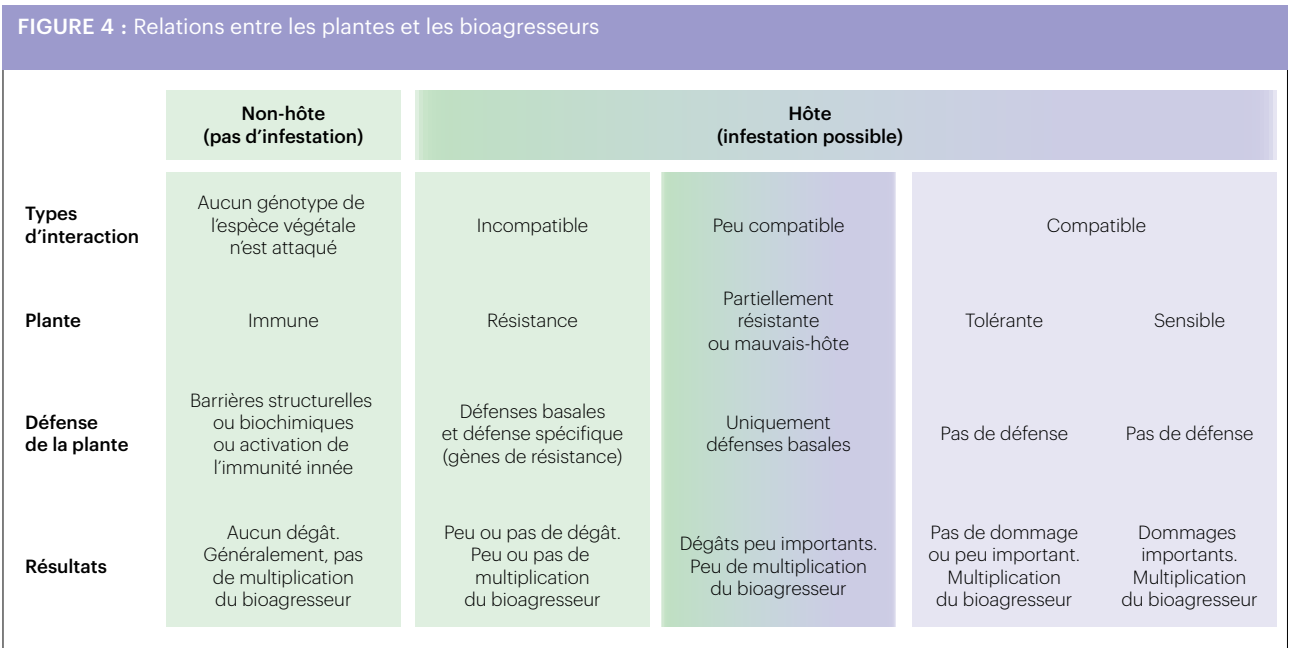 FIGURE 4 : Relations entre les plantes et les bioagresseurs
Non-hôte
(pas d'infestation)
Hôte
(infestation possible)
Types
d'interaction
Aucun génotype de
l'espèce végétale
n'est attaqué
Incompatible
Peu compatible
Compatible
Plante
Immune
Résistance
Partiellement
résistante
ou mauvais-hôte
Tolérante
Sensible
Défense
de la plante
Barrières structurelles
ou biochimiques
ou activation de
l'immunité innée
Défenses basales
et défense spécifique
(gènes de résistance)
Uniquement
défenses basales
Pas de défense
Pas de défense
Résultats
Aucun dégât.
Généralement, pas
de multiplication
du bioagresseur
Peu ou pas de dégât.
Peu ou pas de
multiplication
du bioagresseur
Dégâts peu importants.
Peu de multiplication
du bioagresseur
Pas de dommage
ou peu important.
Multiplication
du bioagresseur
Dommages
importants.
Multiplication
du bioagresseur